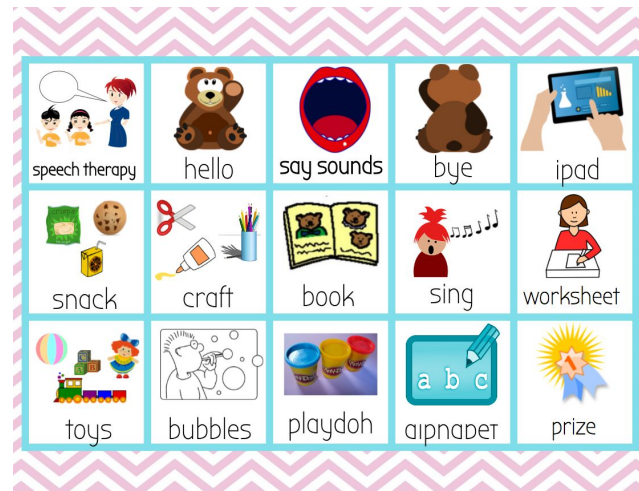 speech therapy
hello
say sounds
bye
ipad
snack
craft
book
sing
worksheet
toys
bubbles
playdoh
a b c
alphabet
prize